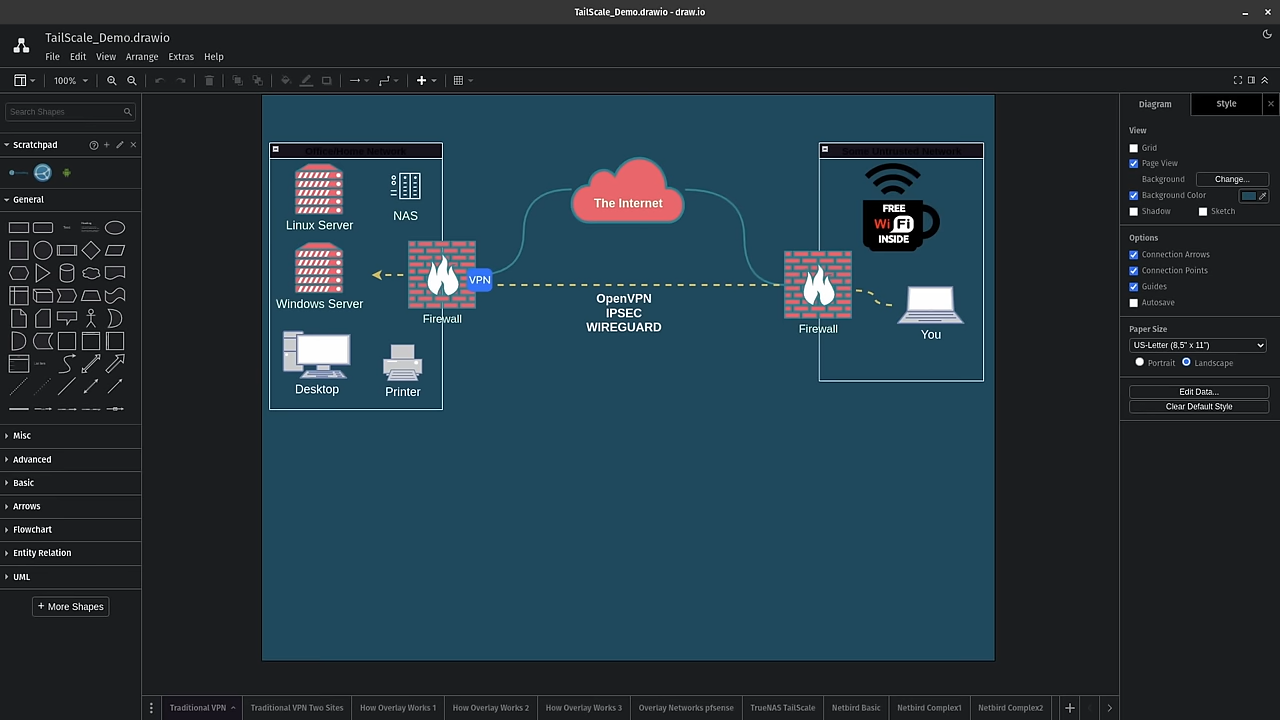 TailScale_Demo.drawio - draw.io
TailScale_Demo.drawio
File Edit View Arrange Extras Help
100%
Search Shapes
Scratchpad
General
Misc
Advanced
Basic
Arrows
Flowchart
Entity Relation
UML
+ More Shapes
Office/Home Network
Linux Server
NAS
Windows Server
Firewall
VPN
Desktop
Printer
The Internet
OpenVPN
IPSEC
WIREGUARD
Some Untrusted Network
FREE
WiFi
INSIDE
Firewall
You
Diagram Style
View
Grid
Page View
Background Change...
Background Color
Shadow Sketch
Options
Connection Arrows
Connection Points
Guides
Autosave
Paper Size
US-Letter (8,5" x 11")
Portrait Landscape
Edit Data...
Clear Default Style
Traditional VPN Traditional VPN Two Sites How Overlay Works 1 How Overlay Works 2 How Overlay Works 3 Overlay Networks pfsense TrueNAS TailScale Netbird Basic Netbird Complex1 Netbird Complex2